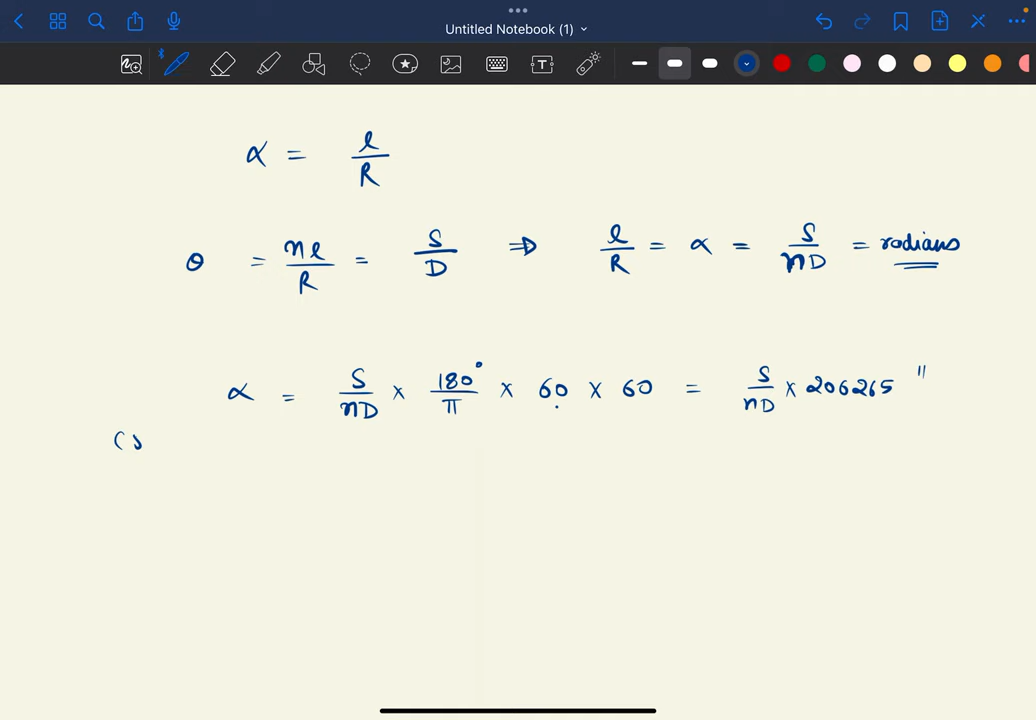 Untitled Notebook (1)
α = l/R
θ = nl/R = S/D ⇒ l/R = α = S/nD = radians
α = S/nD × 180°/π × 60 × 60 = S/nD × 206265 "
(s